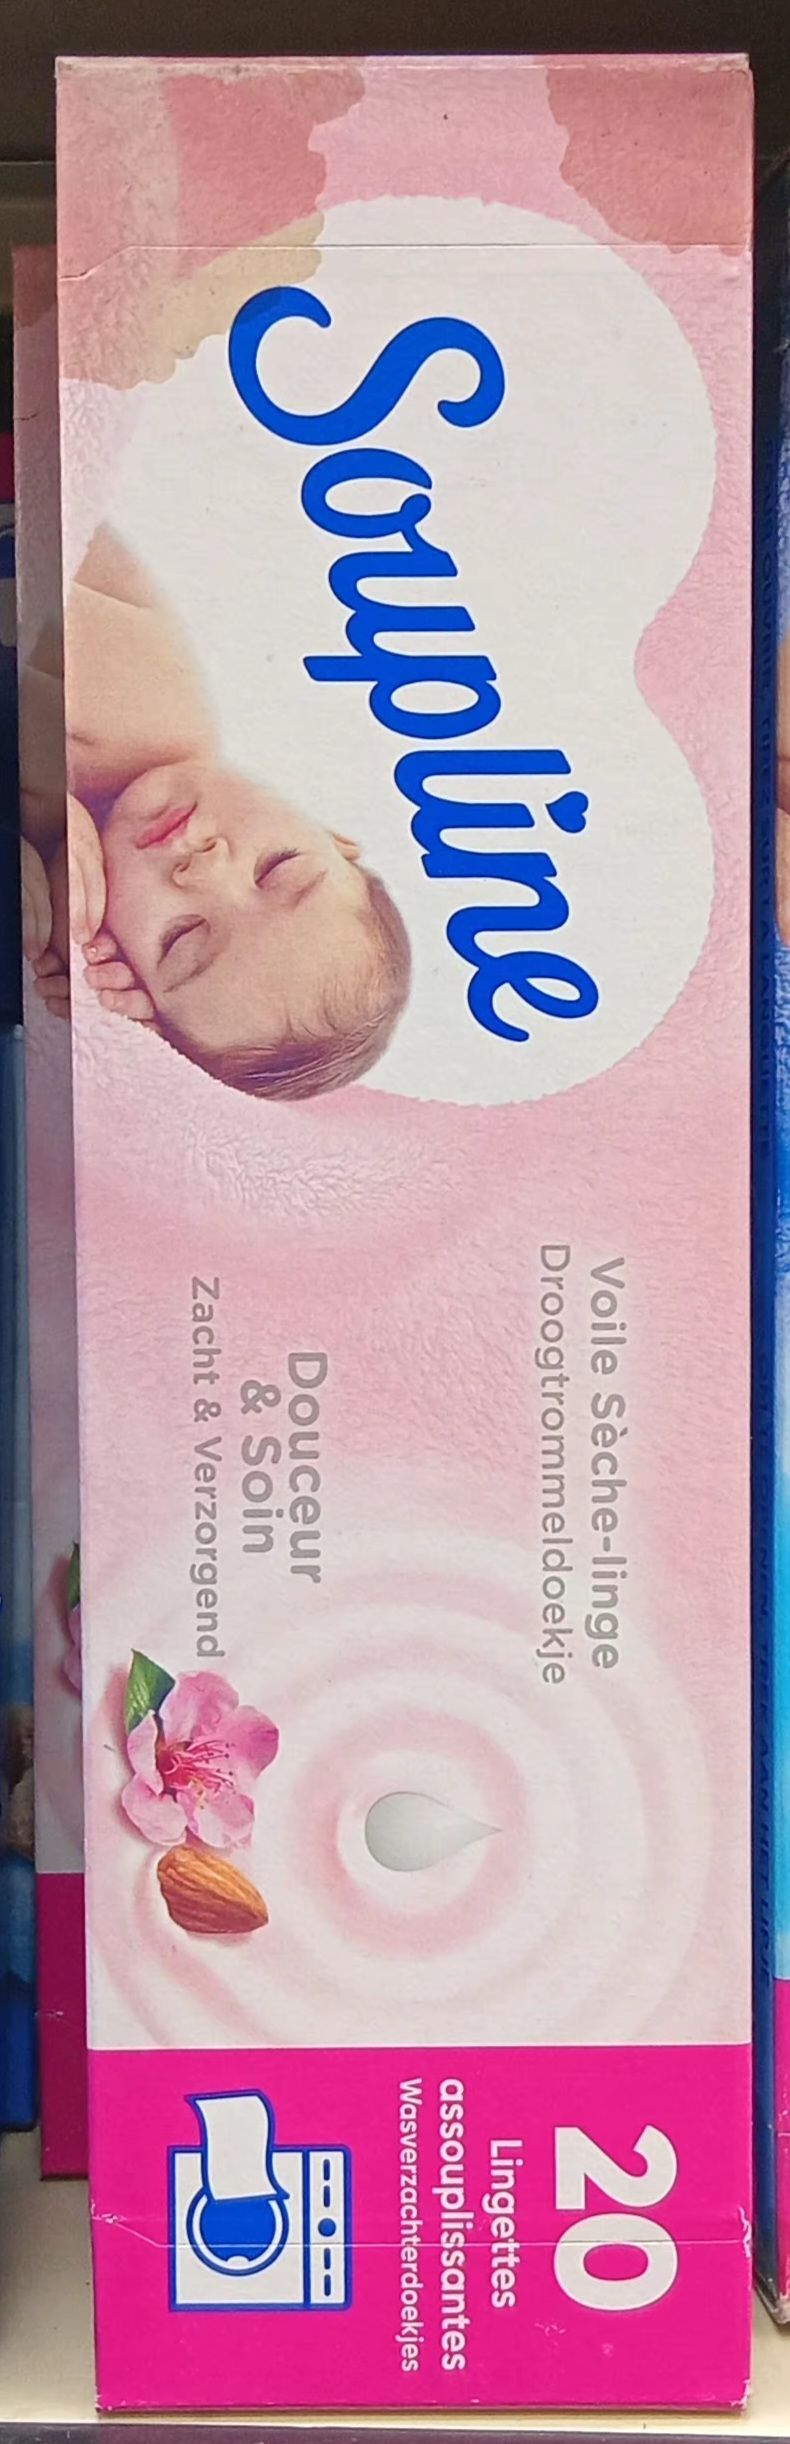 Soupline
Voile Sèche-linge
Droogtrommeldoekje
Douceur
& Soin
Zacht & Verzorgend
20
Lingettes
assouplissantes
Wasverzachterdoekjes